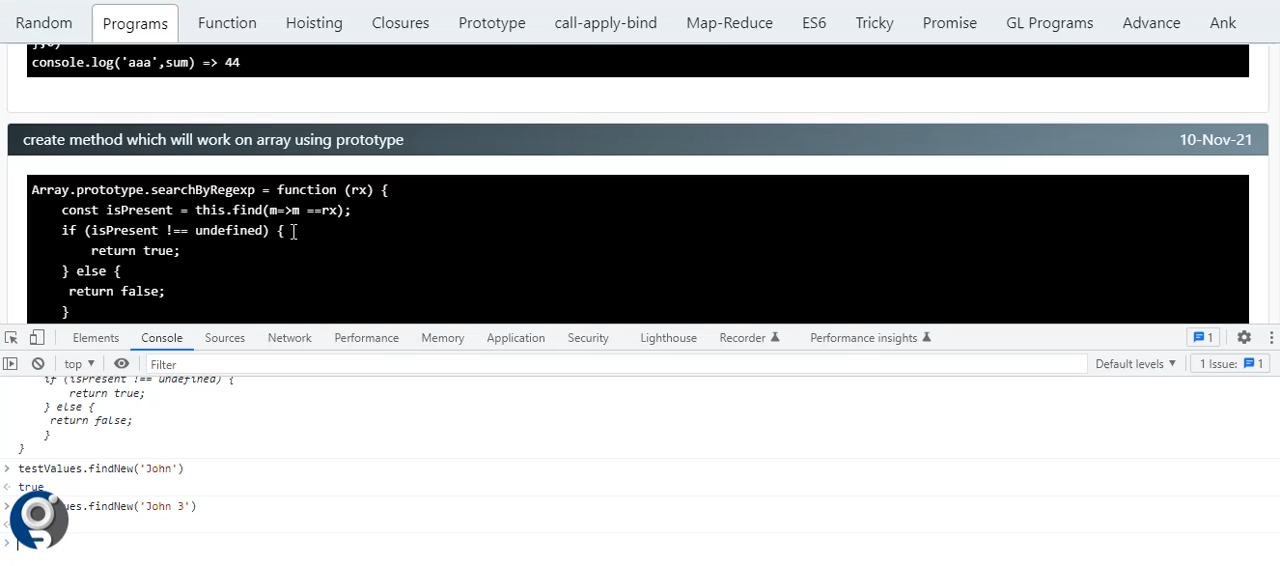 Random Programs Function Hoisting Closures Prototype call-apply-bind Map-Reduce ES6 Tricky Promise GL Programs Advance Ank
console.log('aaa',sum) => 44
create method which will work on array using prototype 10-Nov-21
Array.prototype.searchByRegexp = function (rx) {
const isPresent = this.find(m=>m ==rx);
if (isPresent !== undefined) {
return true;
} else {
return false;
}
Elements Console Sources Network Performance Memory Application Security Lighthouse Recorder Performance insights 1
top Filter Default levels 1 Issue: 1
if (isPresent !== undefined) {
return true;
} else {
return false;
}
}
testValues.findNew('John')
true
ues.findNew('John 3')